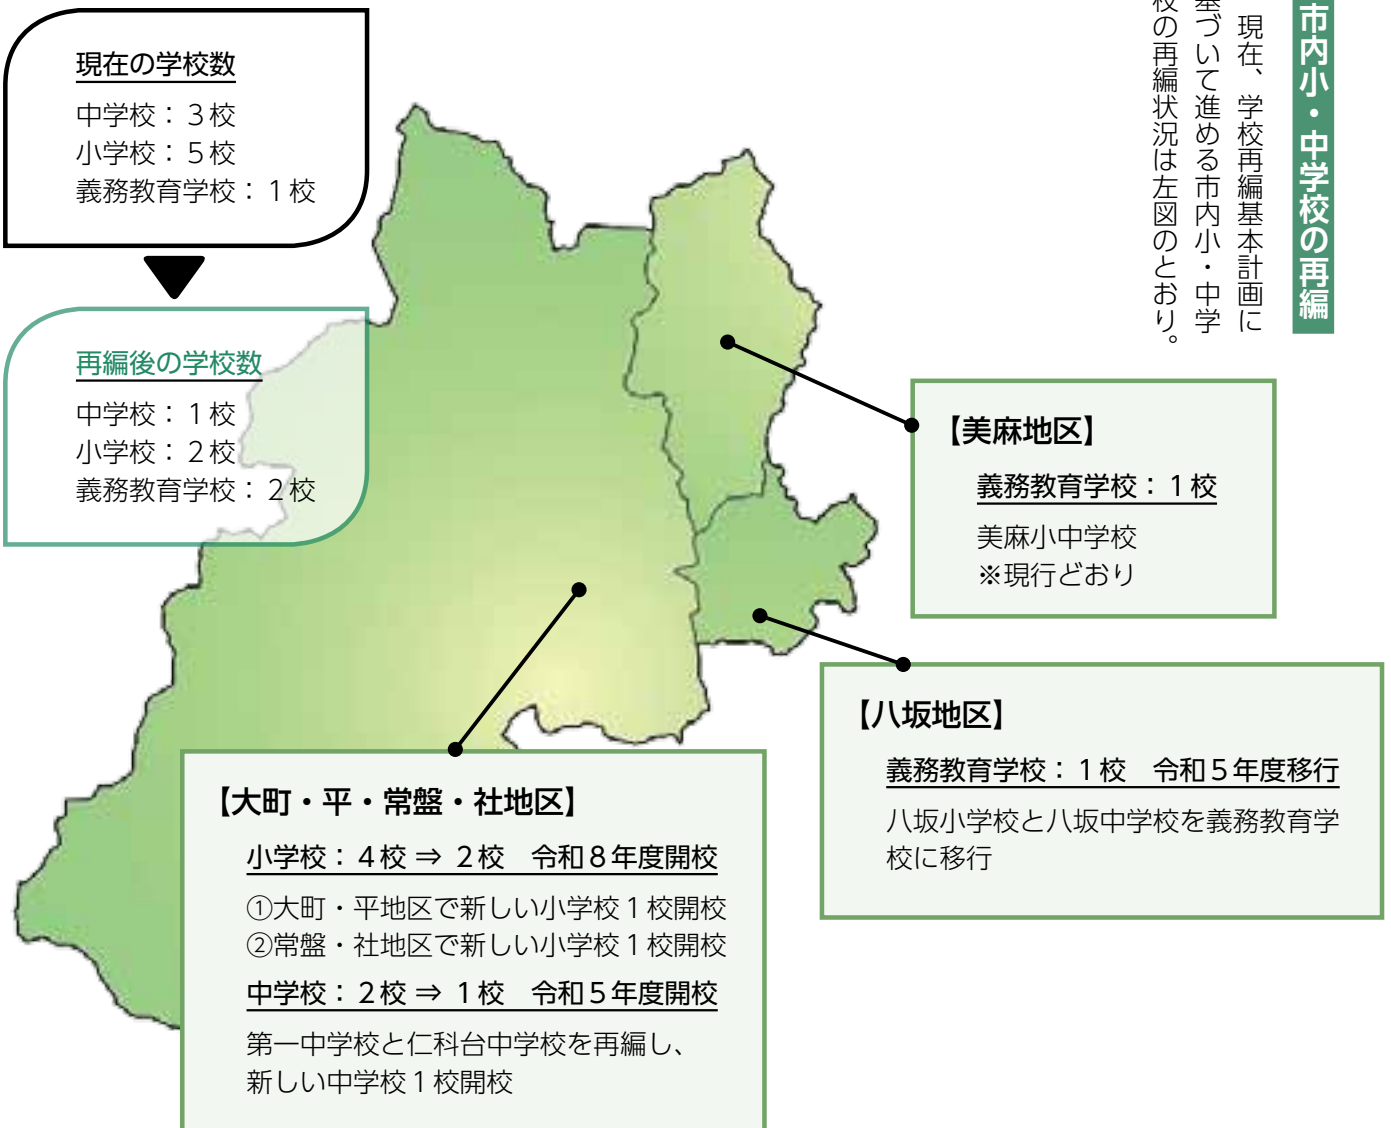 市内小・中学校の再編
現在、学校再編基本計画に
基づいて進める市内小・中学
校の再編状況は左図のとおり。
現在の学校数
中学校：３校
小学校：５校
義務教育学校：１校
再編後の学校数
中学校：１校
小学校：２校
義務教育学校：２校
【美麻地区】
義務教育学校：１校
美麻小中学校
※現行どおり
【八坂地区】
義務教育学校：１校　令和５年度移行
八坂小学校と八坂中学校を義務教育学
校に移行
【大町・平・常盤・社地区】
小学校：４校 ⇒ ２校　令和８年度開校
①大町・平地区で新しい小学校１校開校
②常盤・社地区で新しい小学校１校開校
中学校：２校 ⇒ １校　令和５年度開校
第一中学校と仁科台中学校を再編し、
新しい中学校１校開校